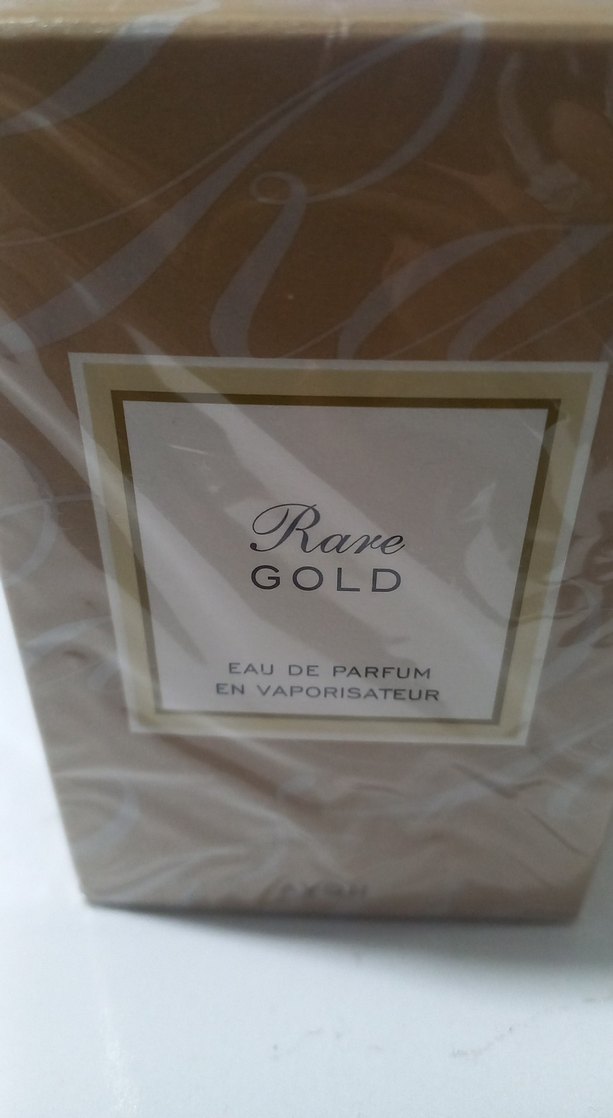 Rare
GOLD
EAU DE PARFUM
EN VAPORISATEUR